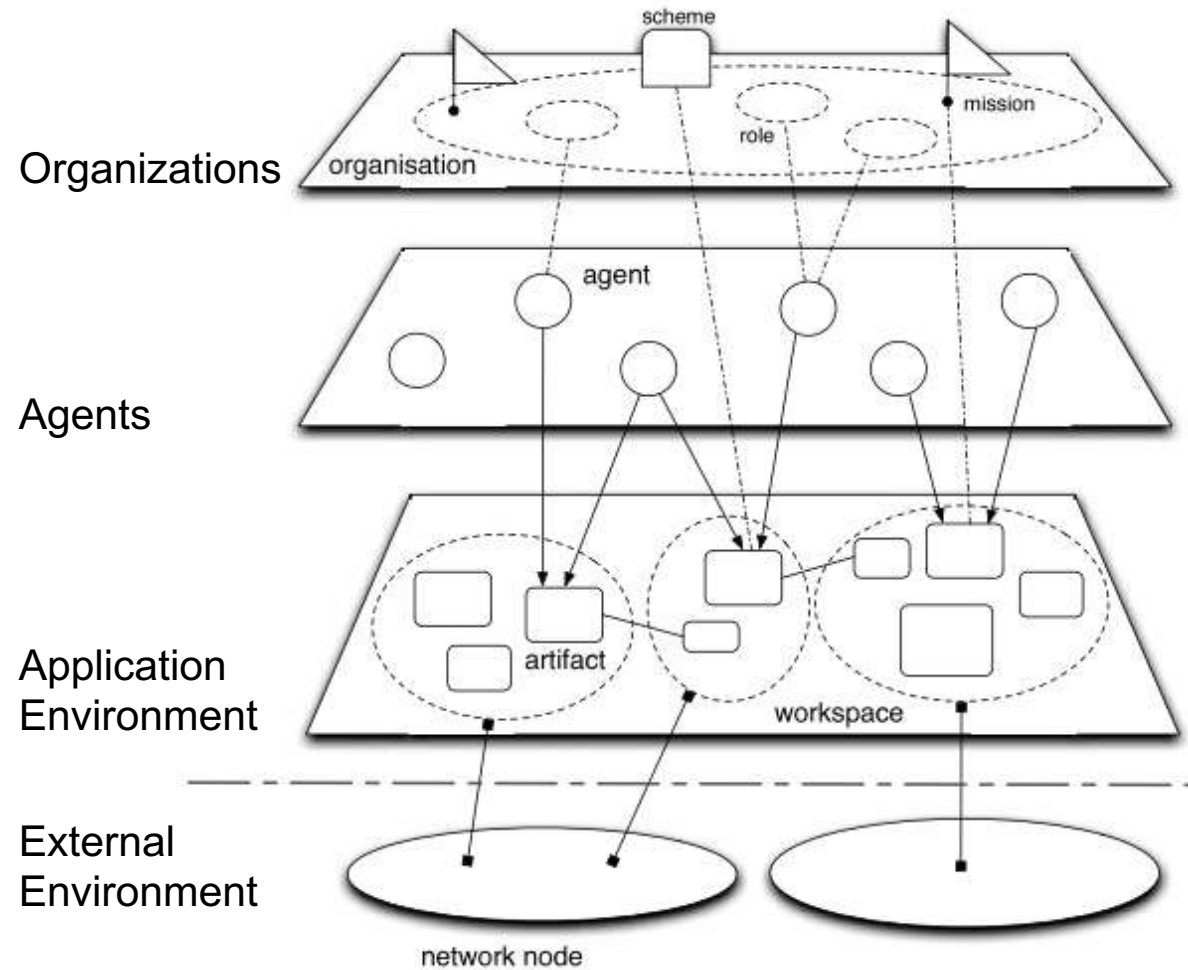 scheme
mission
role
organisation
Organizations
agent
Agents
artifact
workspace
Application
Environment
External
Environment
network node